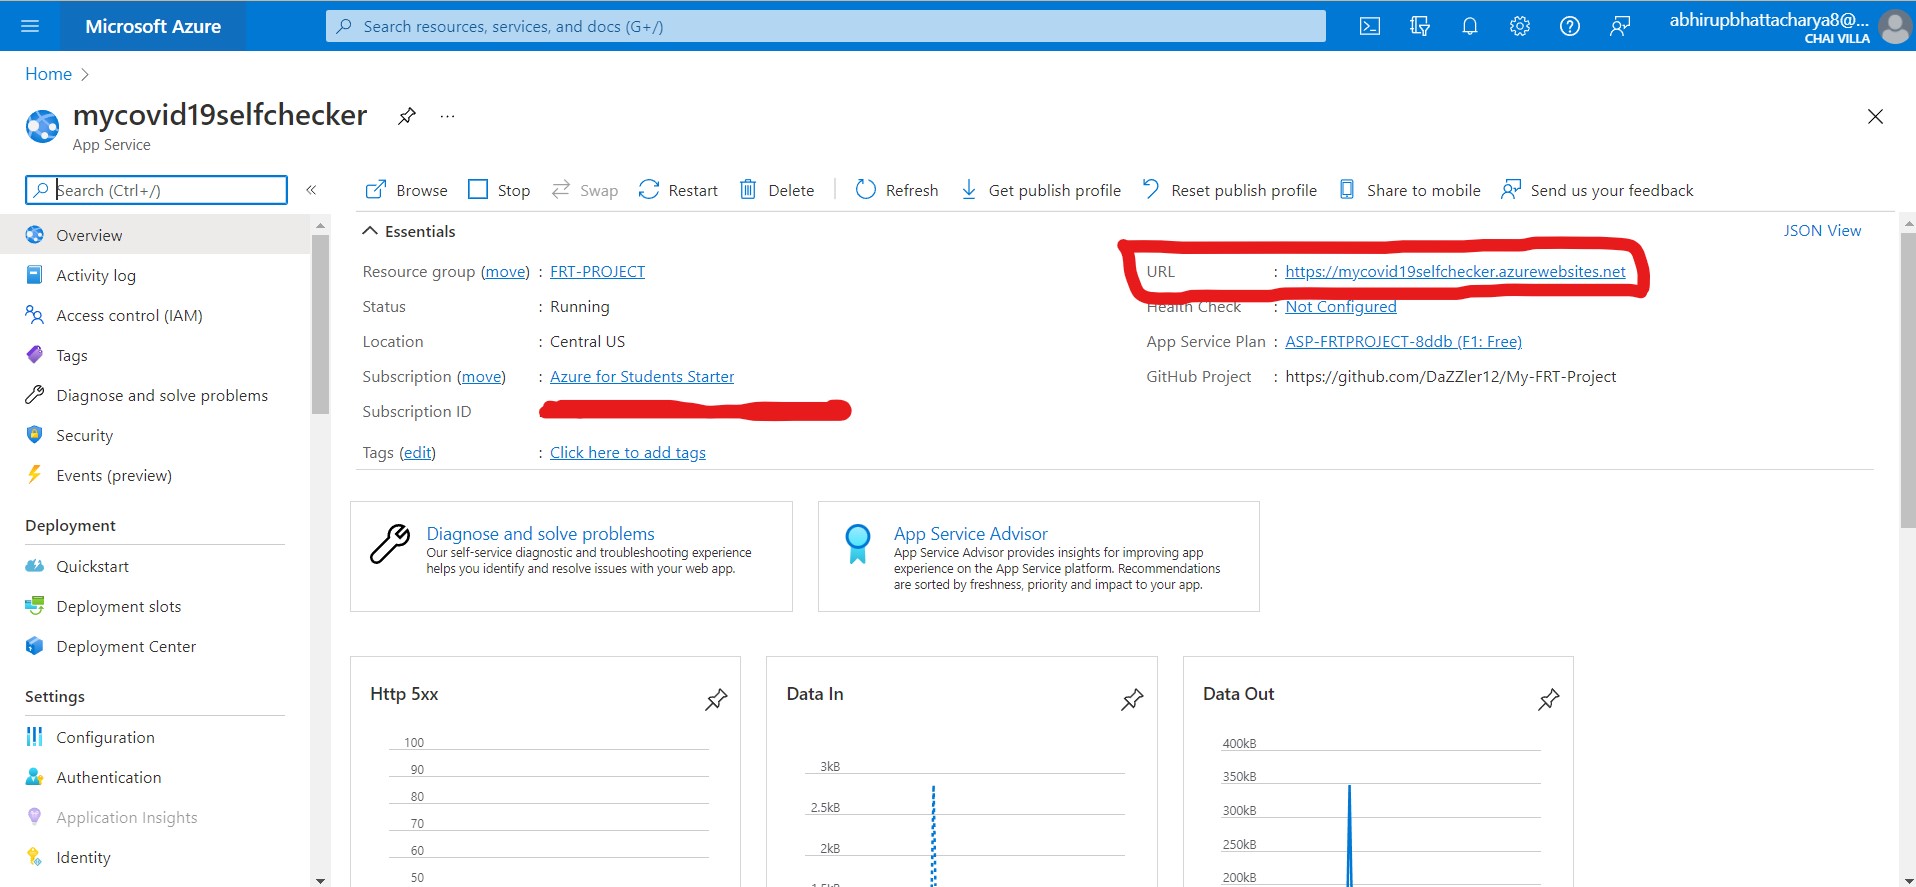 Microsoft Azure
Search resources, services, and docs (G+/)
abhirupbhattacharya8@...
CHAI VILLA
Home
mycovid19selfchecker
...
App Service
Search (Ctrl+/)
«
Browse
Stop
Swap
Restart
Delete
Refresh
Get publish profile
Reset publish profile
Share to mobile
Send us your feedback
Overview
Activity log
Access control (IAM)
Tags
Diagnose and solve problems
Security
Events (preview)
Deployment
Quickstart
Deployment slots
Deployment Center
Settings
Configuration
Authentication
Application Insights
Identity
Essentials
JSON View
Resource group (move) : FRT-PROJECT
Status : Running
Location : Central US
Subscription (move) : Azure for Students Starter
Subscription ID
Tags (edit) : Click here to add tags
URL : https://mycovid19selfchecker.azurewebsites.net
Health Check : Not Configured
App Service Plan : ASP-FRTPROJECT-8ddb (F1: Free)
GitHub Project : https://github.com/DaZZler12/My-FRT-Project
Diagnose and solve problems
Our self-service diagnostic and troubleshooting experience
helps you identify and resolve issues with your web app.
App Service Advisor
App Service Advisor provides insights for improving app
experience on the App Service platform. Recommendations
are sorted by freshness, priority and impact to your app.
Http 5xx
100
90
80
70
60
50
Data In
3kB
2.5kB
2kB
1.5kB
Data Out
400kB
350kB
300kB
250kB
200kB